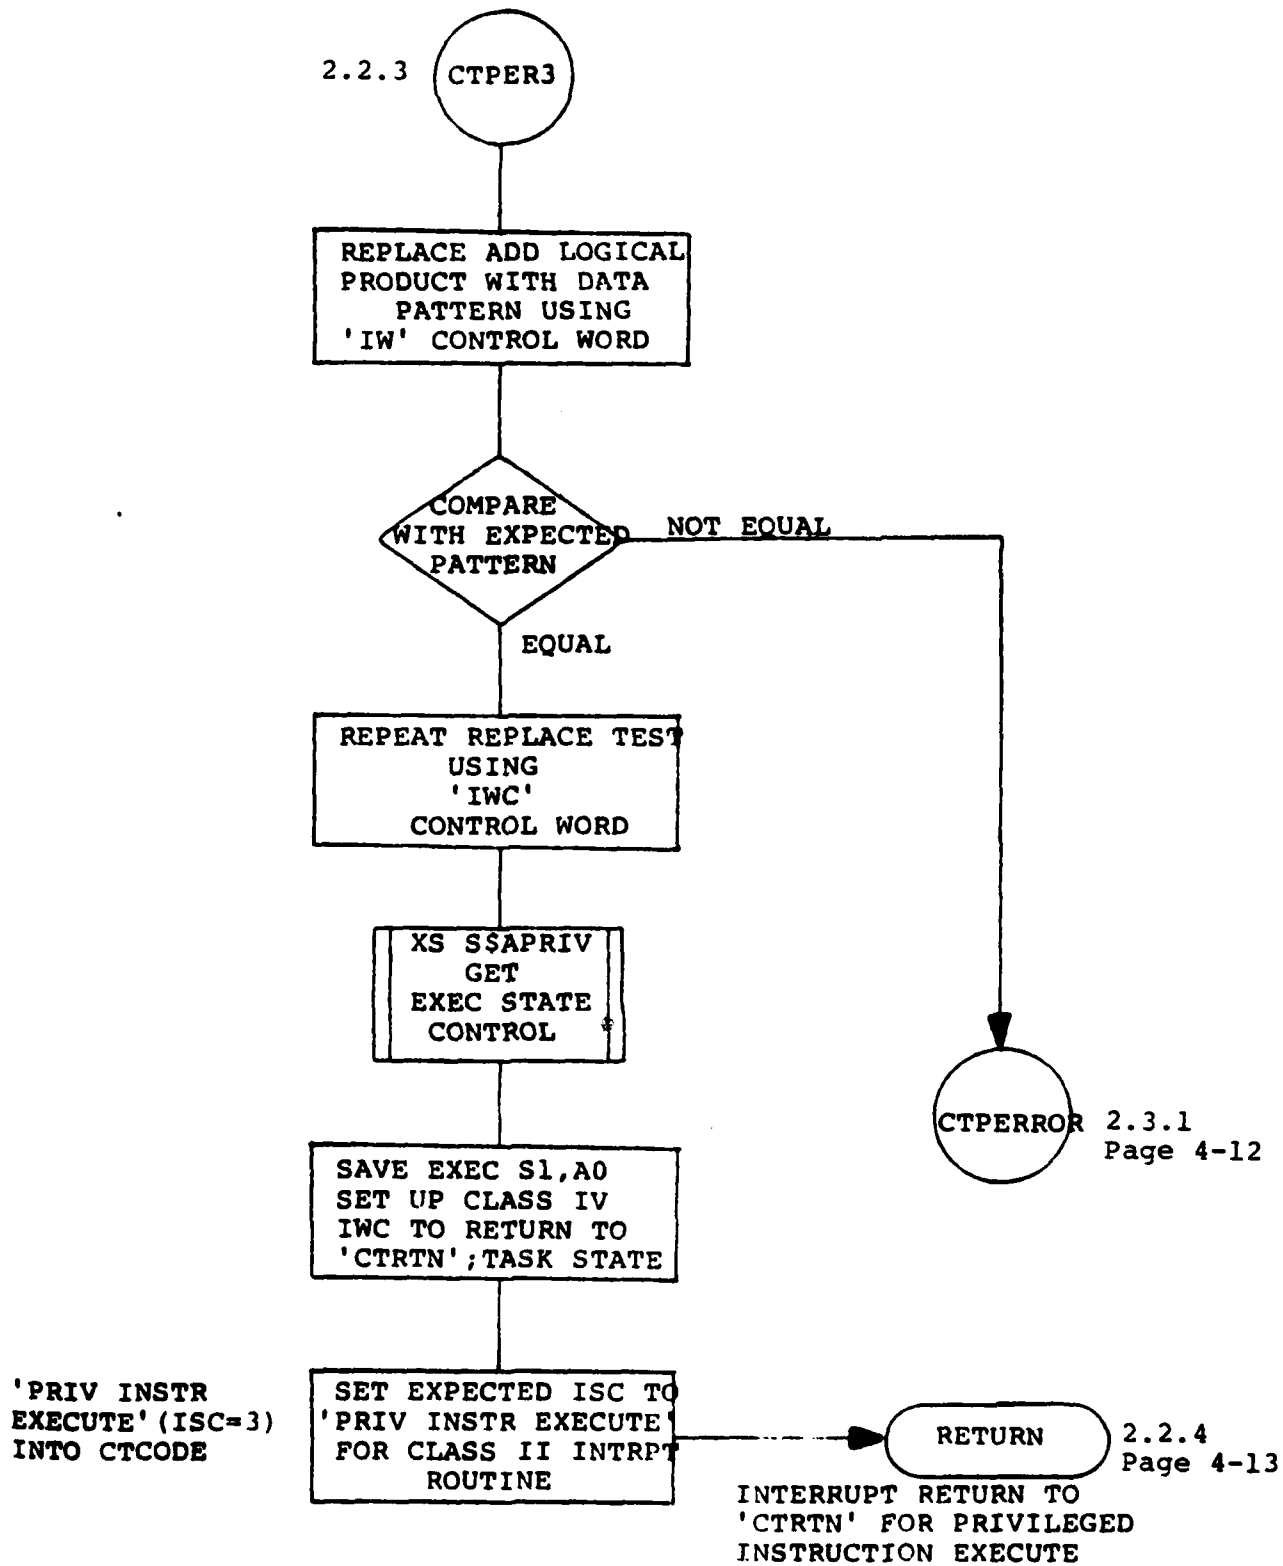 2.2.3
CTPER3
REPLACE ADD LOGICAL
PRODUCT WITH DATA
PATTERN USING
'IW' CONTROL WORD
COMPARE
WITH EXPECTED
PATTERN
NOT EQUAL
EQUAL
REPEAT REPLACE TEST
USING
'IWC'
CONTROL WORD
XS S$APRIV
GET
EXEC STATE
CONTROL
CTPERROR
2.3.1
Page 4-12
SAVE EXEC S1,A0
SET UP CLASS IV
IWC TO RETURN TO
'CTRTN';TASK STATE
'PRIV INSTR
EXECUTE'(ISC=3)
INTO CTCODE
SET EXPECTED ISC TO
'PRIV INSTR EXECUTE'
FOR CLASS II INTRPT
ROUTINE
RETURN
2.2.4
Page 4-13
INTERRUPT RETURN TO
'CTRTN' FOR PRIVILEGED
INSTRUCTION EXECUTE